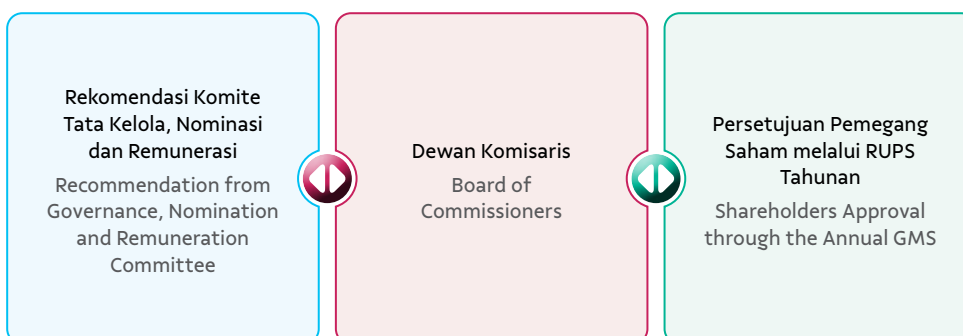 Rekomendasi Komite
Tata Kelola, Nominasi
dan Remunerasi
Recommendation from
Governance, Nomination
and Remuneration
Committee
Dewan Komisaris
Board of
Commissioners
Persetujuan Pemegang
Saham melalui RUPS
Tahunan
Shareholders Approval
through the Annual GMS